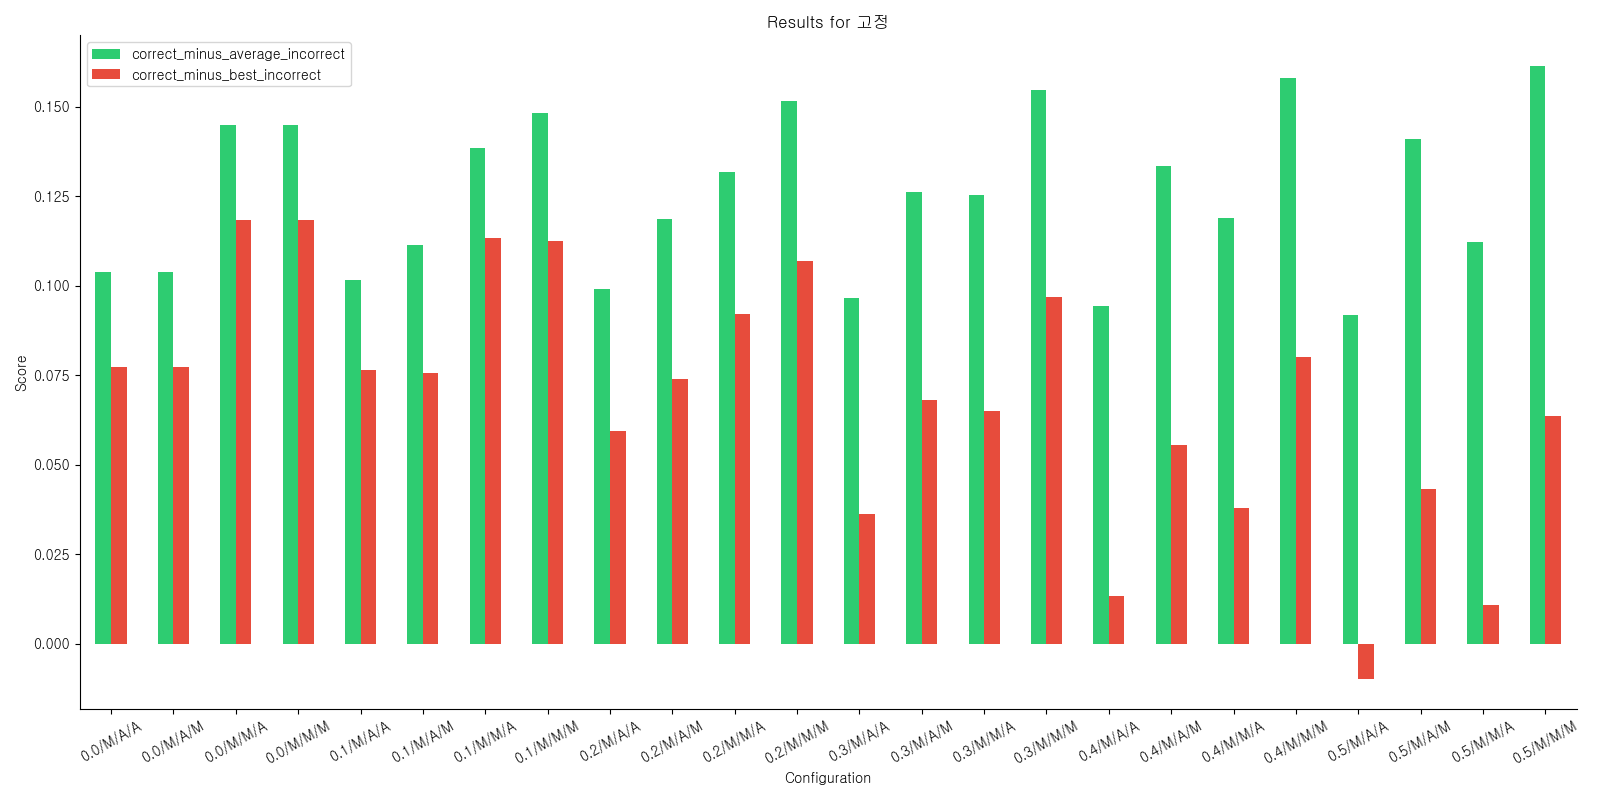 Results for 고정
correct_minus_average_incorrect
correct_minus_best_incorrect
0.150
0.125
0.100
0.075
0.050
0.025
0.000
Score
0.0/M/A/A
0.0/M/A/M
0.0/M/M/A
0.0/M/M/M
0.1/M/A/A
0.1/M/A/M
0.1/M/M/A
0.1/M/M/M
0.2/M/A/A
0.2/M/A/M
0.2/M/M/A
0.2/M/M/M
0.3/M/A/A
0.3/M/A/M
0.3/M/M/A
0.3/M/M/M
0.4/M/A/A
0.4/M/A/M
0.4/M/M/A
0.4/M/M/M
0.5/M/A/A
0.5/M/A/M
0.5/M/M/A
0.5/M/M/M
Configuration